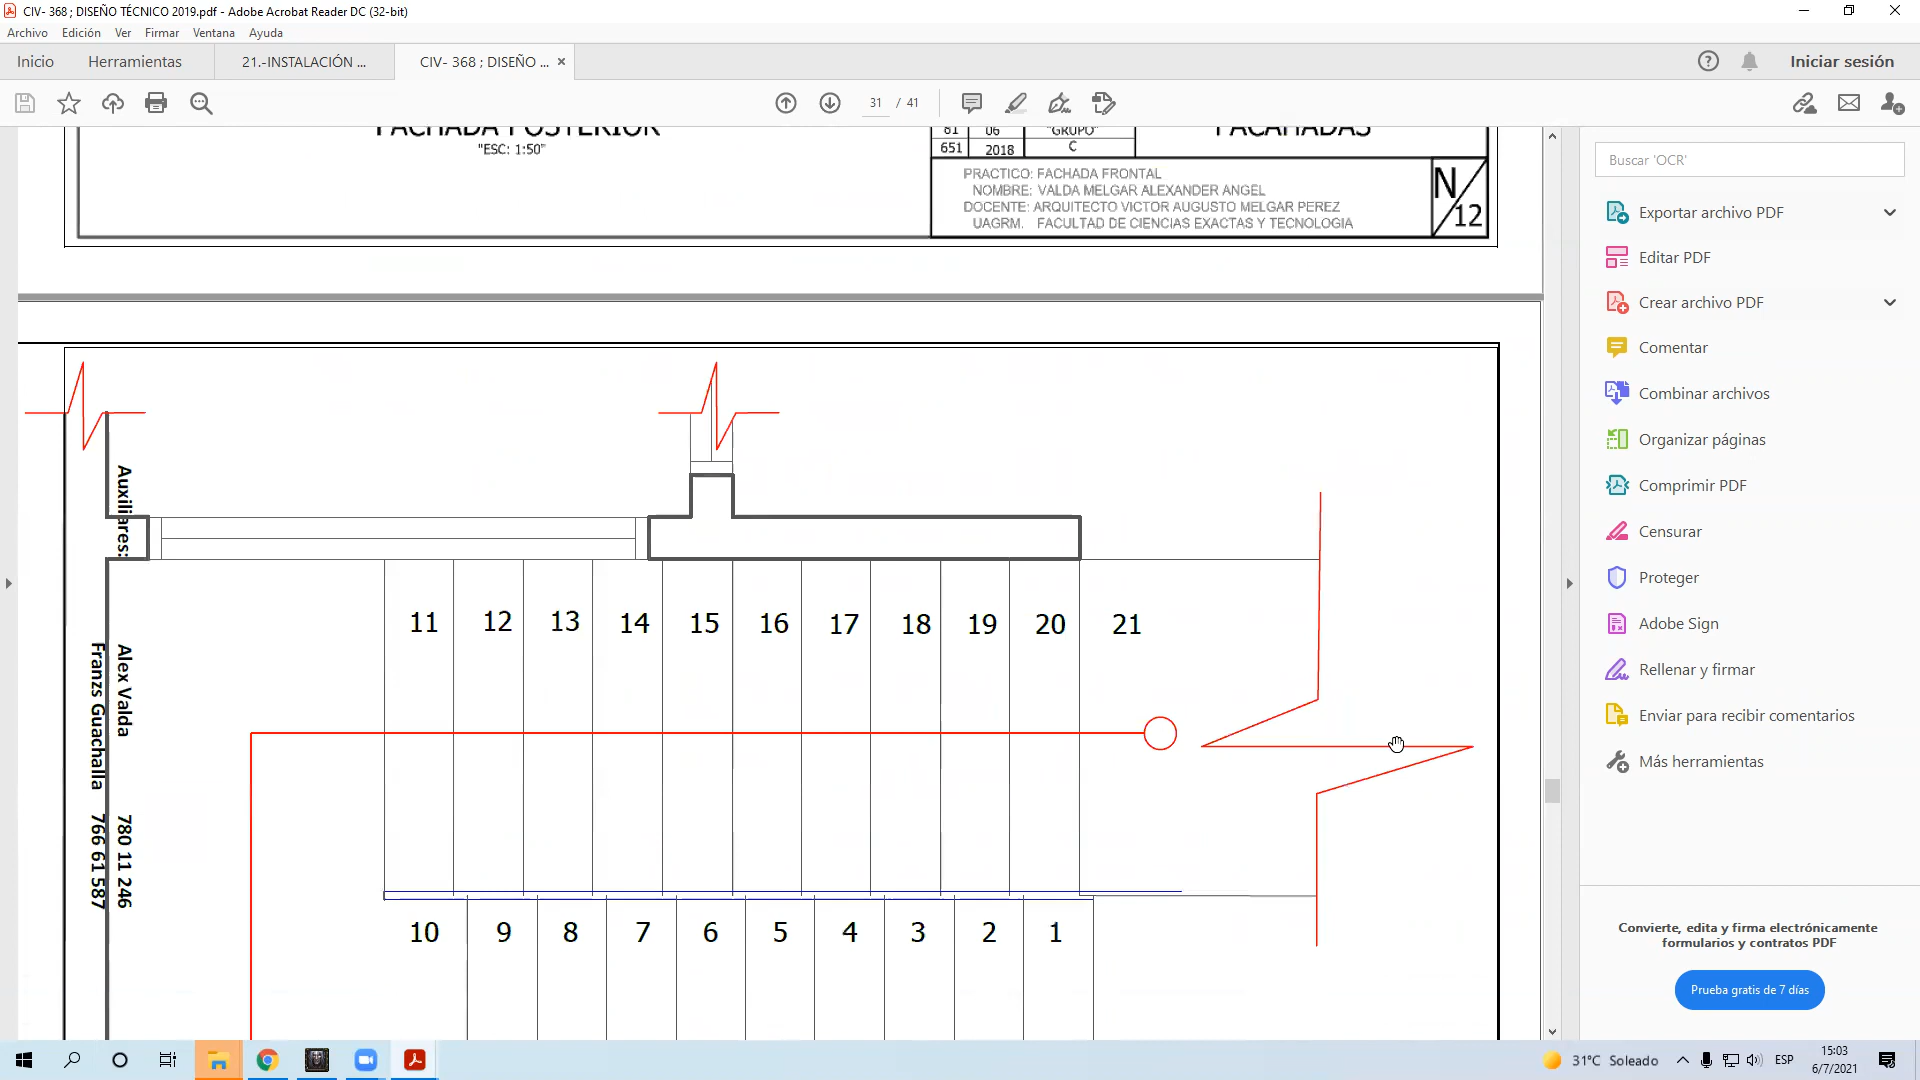 CIV- 368 ; DISEÑO TÉCNICO 2019.pdf - Adobe Acrobat Reader DC (32-bit)
Archivo Edición Ver Firmar Ventana Ayuda
Inicio Herramientas 21.-INSTALACIÓN ... CIV- 368 ; DISEÑO ... ×
31 / 41
FACHADA POSTERIOR
"ESC: 1:50"
81 06 "GRUPO" FACAHADAS
651 2018 C
PRACTICO: FACHADA FRONTAL
NOMBRE: VALDA MELGAR ALEXANDER ANGEL
DOCENTE: ARQUITECTO VICTOR AUGUSTO MELGAR PEREZ
UAGRM. FACULTAD DE CIENCIAS EXACTAS Y TECNOLOGIA
N/12
Auxiliares:
Alex Valda 780 11 246
Franzs Guachalla 766 61 587
11 12 13 14 15 16 17 18 19 20 21
10 9 8 7 6 5 4 3 2 1
Iniciar sesión
Buscar 'OCR'
Exportar archivo PDF
Editar PDF
Crear archivo PDF
Comentar
Combinar archivos
Organizar páginas
Comprimir PDF
Censurar
Proteger
Adobe Sign
Rellenar y firmar
Enviar para recibir comentarios
Más herramientas
Convierte, edita y firma electrónicamente
formularios y contratos PDF
Prueba gratis de 7 días
31°C Soleado ESP 15:03
6/7/2021